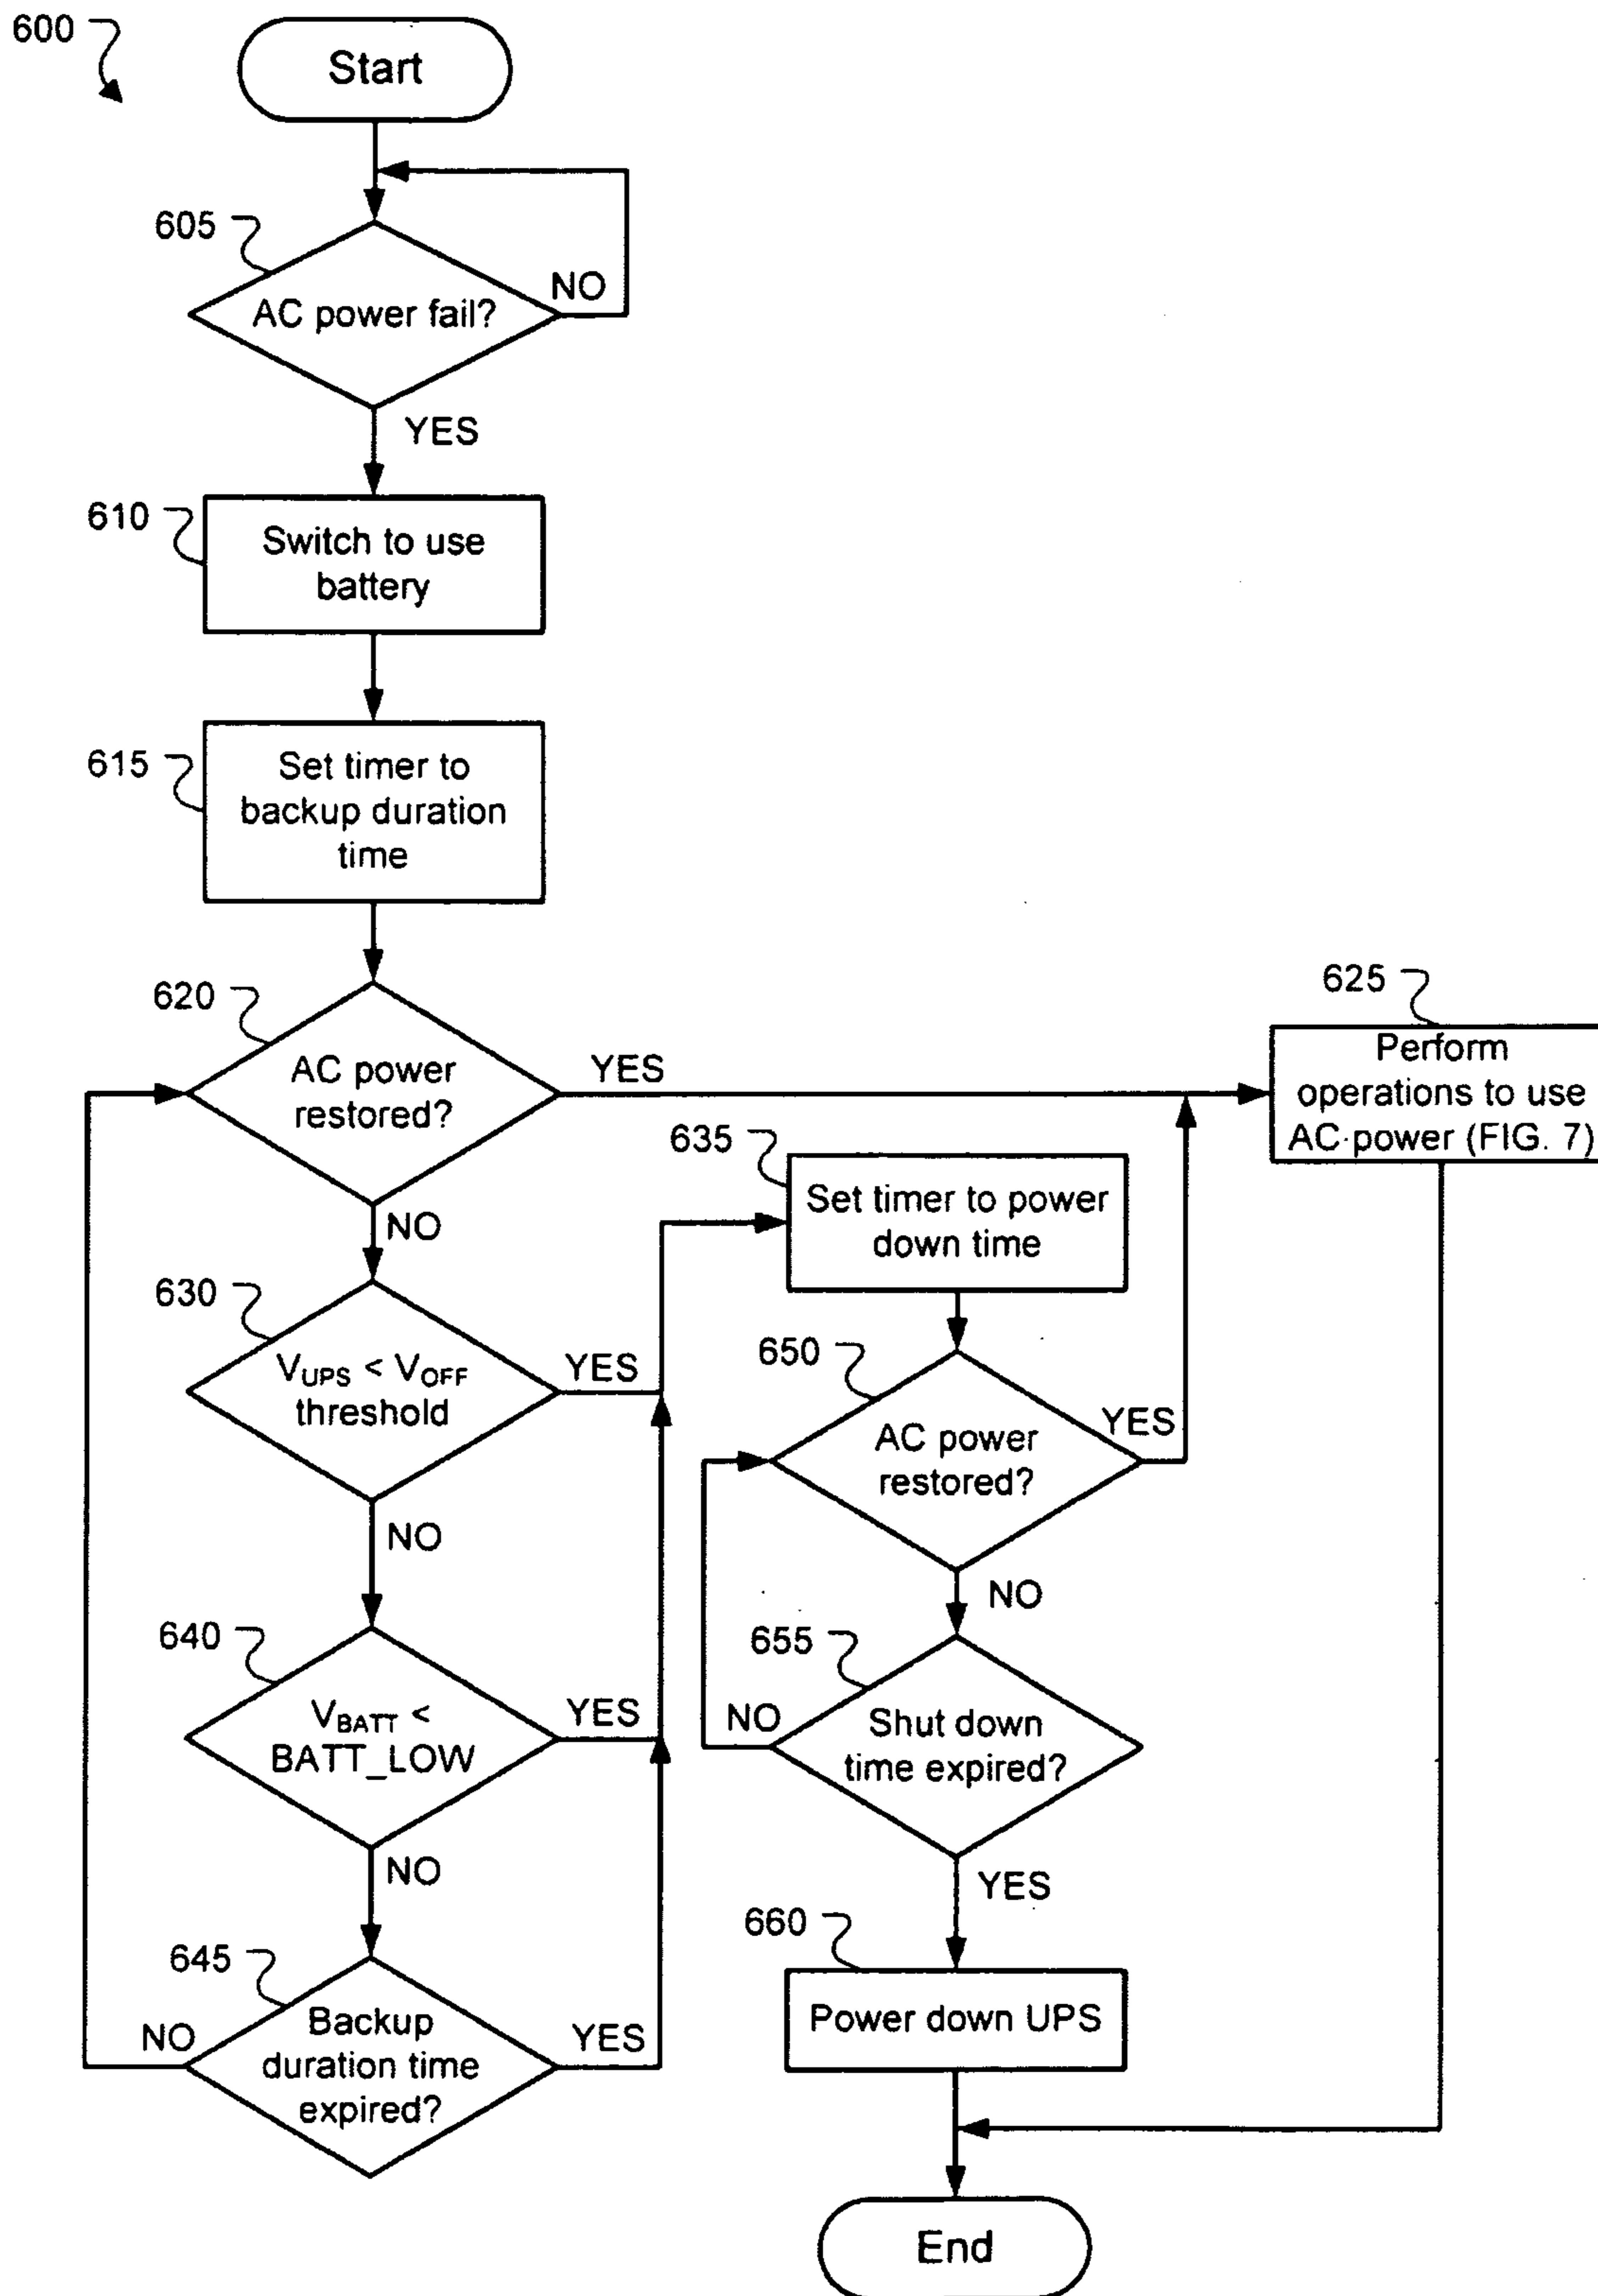 600
Start
605
AC power fail?
NO
YES
610
Switch to use
battery
615
Set timer to
backup duration
time
620
AC power
restored?
YES
NO
625
Perform
operations to use
AC power (FIG. 7)
630
V_UPS < V_OFF
threshold
YES
NO
635
Set timer to power
down time
640
V_BATT <
BATT_LOW
YES
NO
645
Backup
duration time
expired?
NO
YES
650
AC power
restored?
YES
NO
655
Shut down
time expired?
NO
YES
660
Power down UPS
End